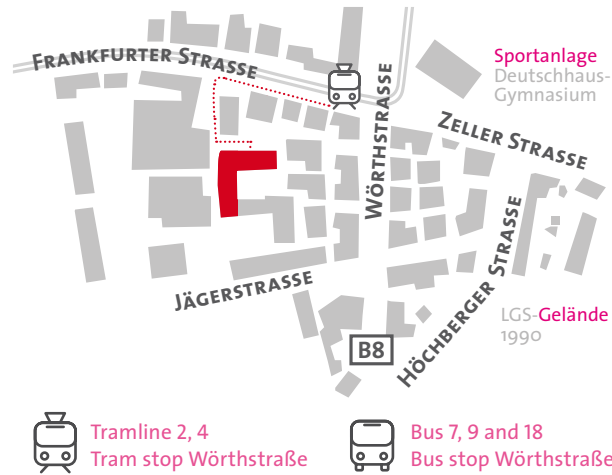 FRANKFURTER STRASSE
Sportanlage
Deutschhaus-
Gymnasium
ZELLER STRASSE
WÖRTHSTRASSE
HÖCHBERGER STRASSE
JÄGERSTRASSE
LGS-Gelände
1990
B8
Tramline 2, 4
Tram stop Wörthstraße
Bus 7, 9 and 18
Bus stop Wörthstraße